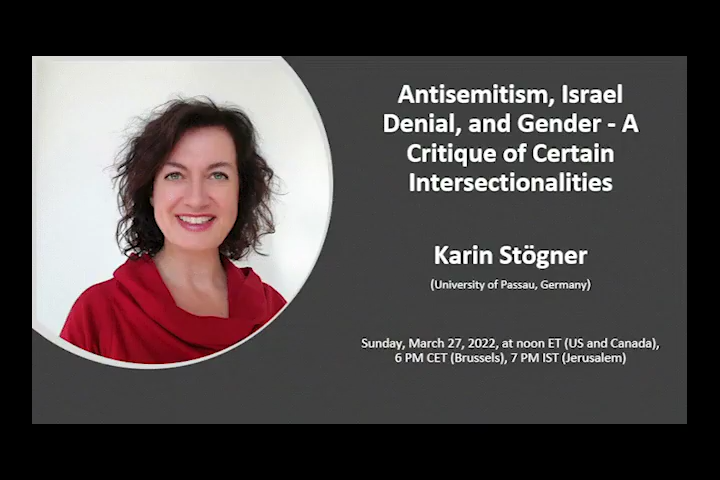 Antisemitism, Israel
Denial, and Gender - A
Critique of Certain
Intersectionalities
Karin Stögner
(University of Passau, Germany)
Sunday, March 27, 2022, at noon ET (US and Canada),
6 PM CET (Brussels), 7 PM IST (Jerusalem)